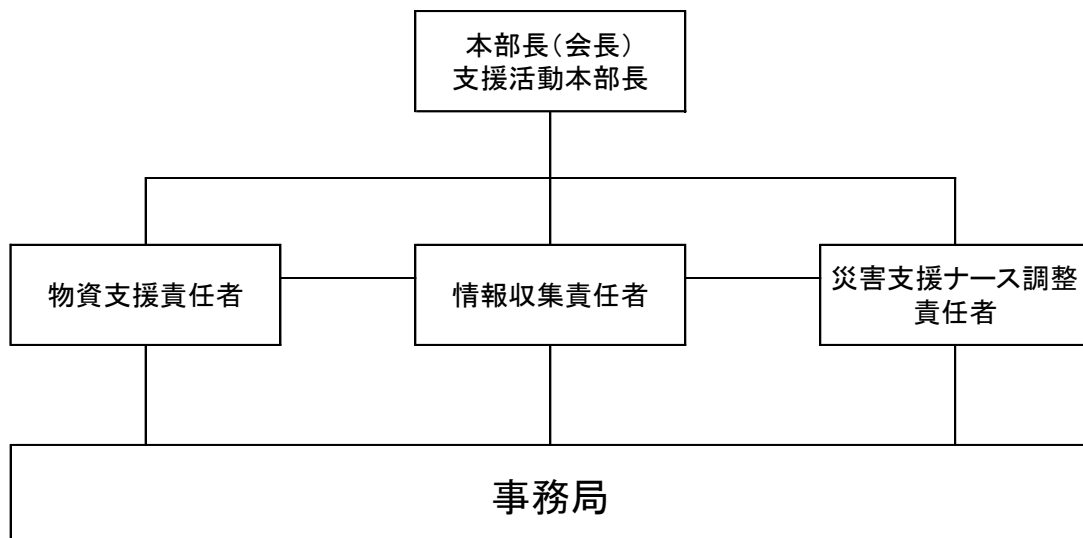 本部長（会長）
支援活動本部長
物資支援責任者
情報収集責任者
災害支援ナース調整
責任者
事務局